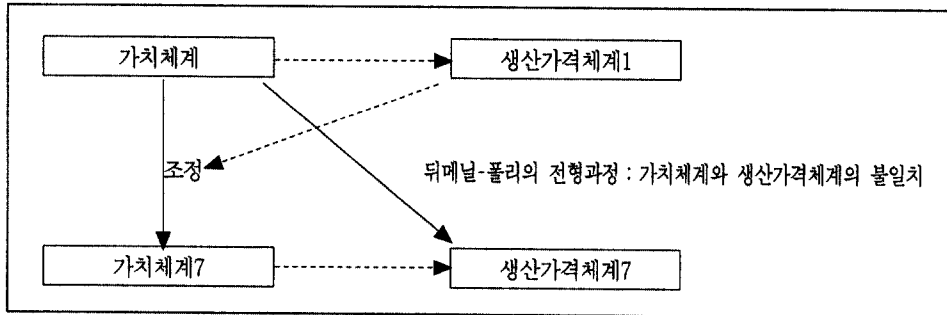 가치체계
생산가격체계1
조정
뒤메닐-폴리의 전형과정 : 가치체계와 생산가격체계의 불일치
가치체계7
생산가격체계7